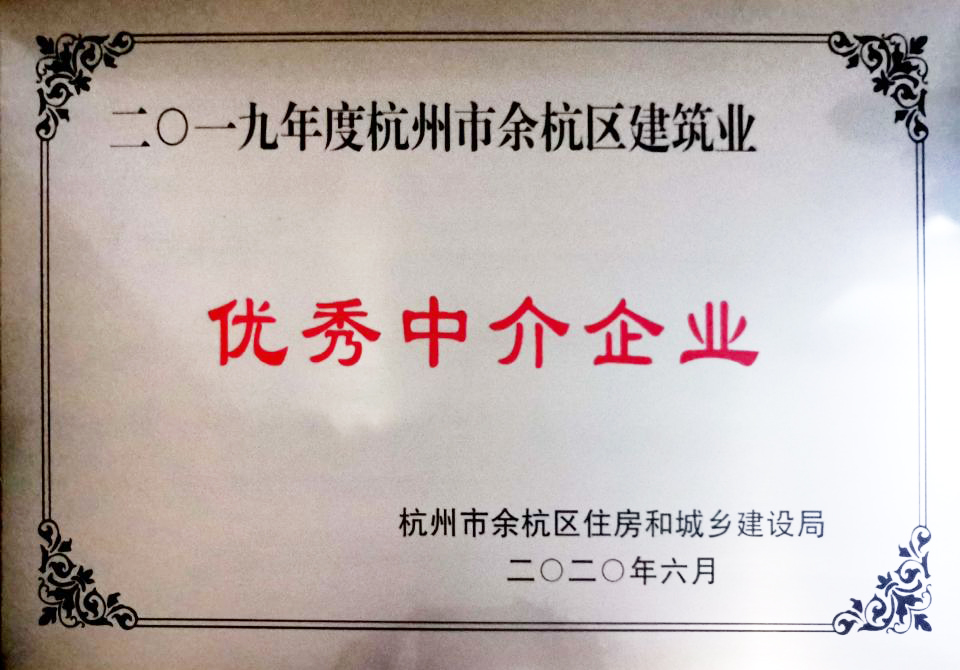 二〇一九年度杭州市余杭区建筑业
优秀中介企业
杭州市余杭区住房和城乡建设局
二〇二〇年六月